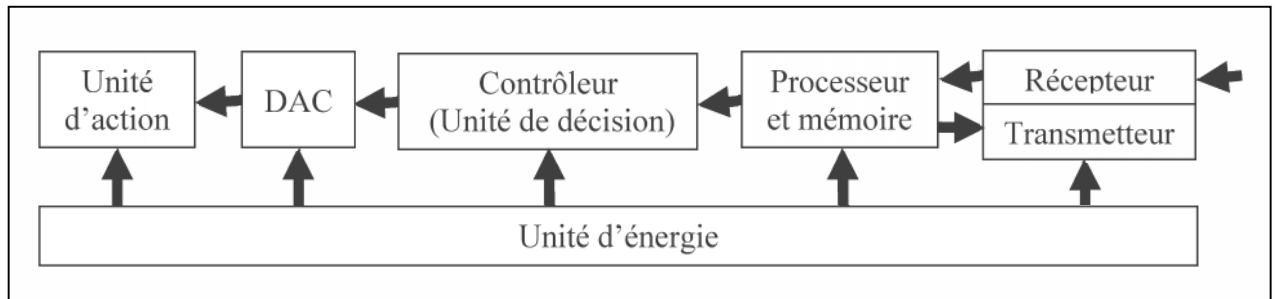 Unité
d’action
DAC
Contrôleur
(Unité de décision)
Processeur
et mémoire
Récepteur
Transmetteur
Unité d’énergie